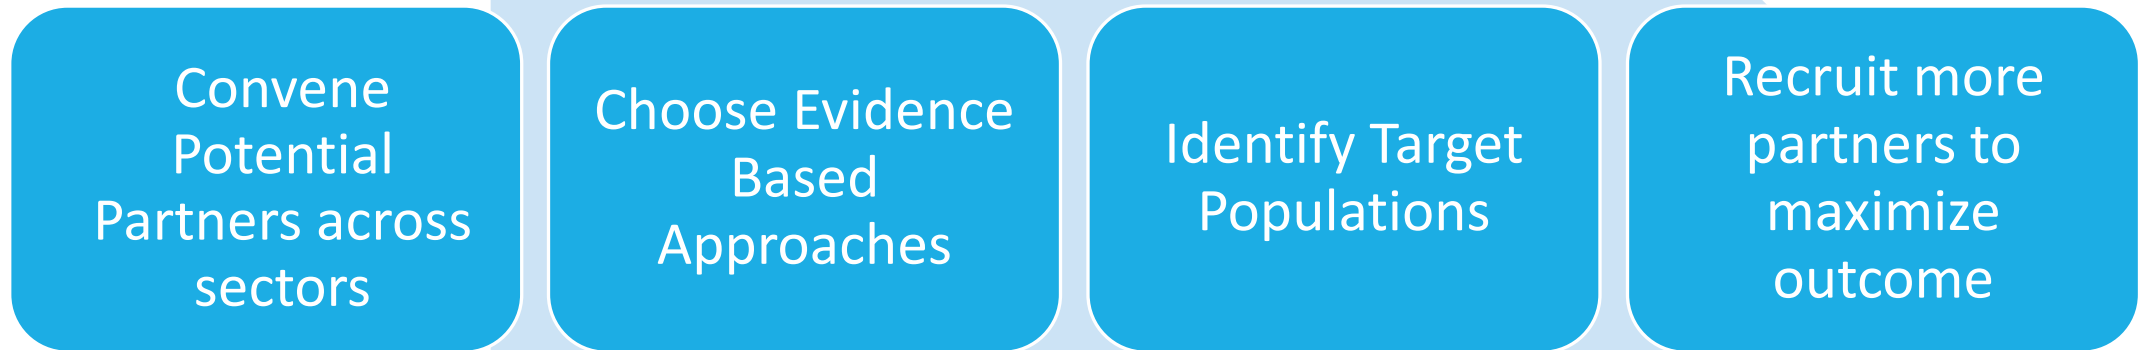 Convene
Potential
Partners across
sectors
Choose Evidence
Based
Approaches
Identify Target
Populations
Recruit more
partners to
maximize
outcome